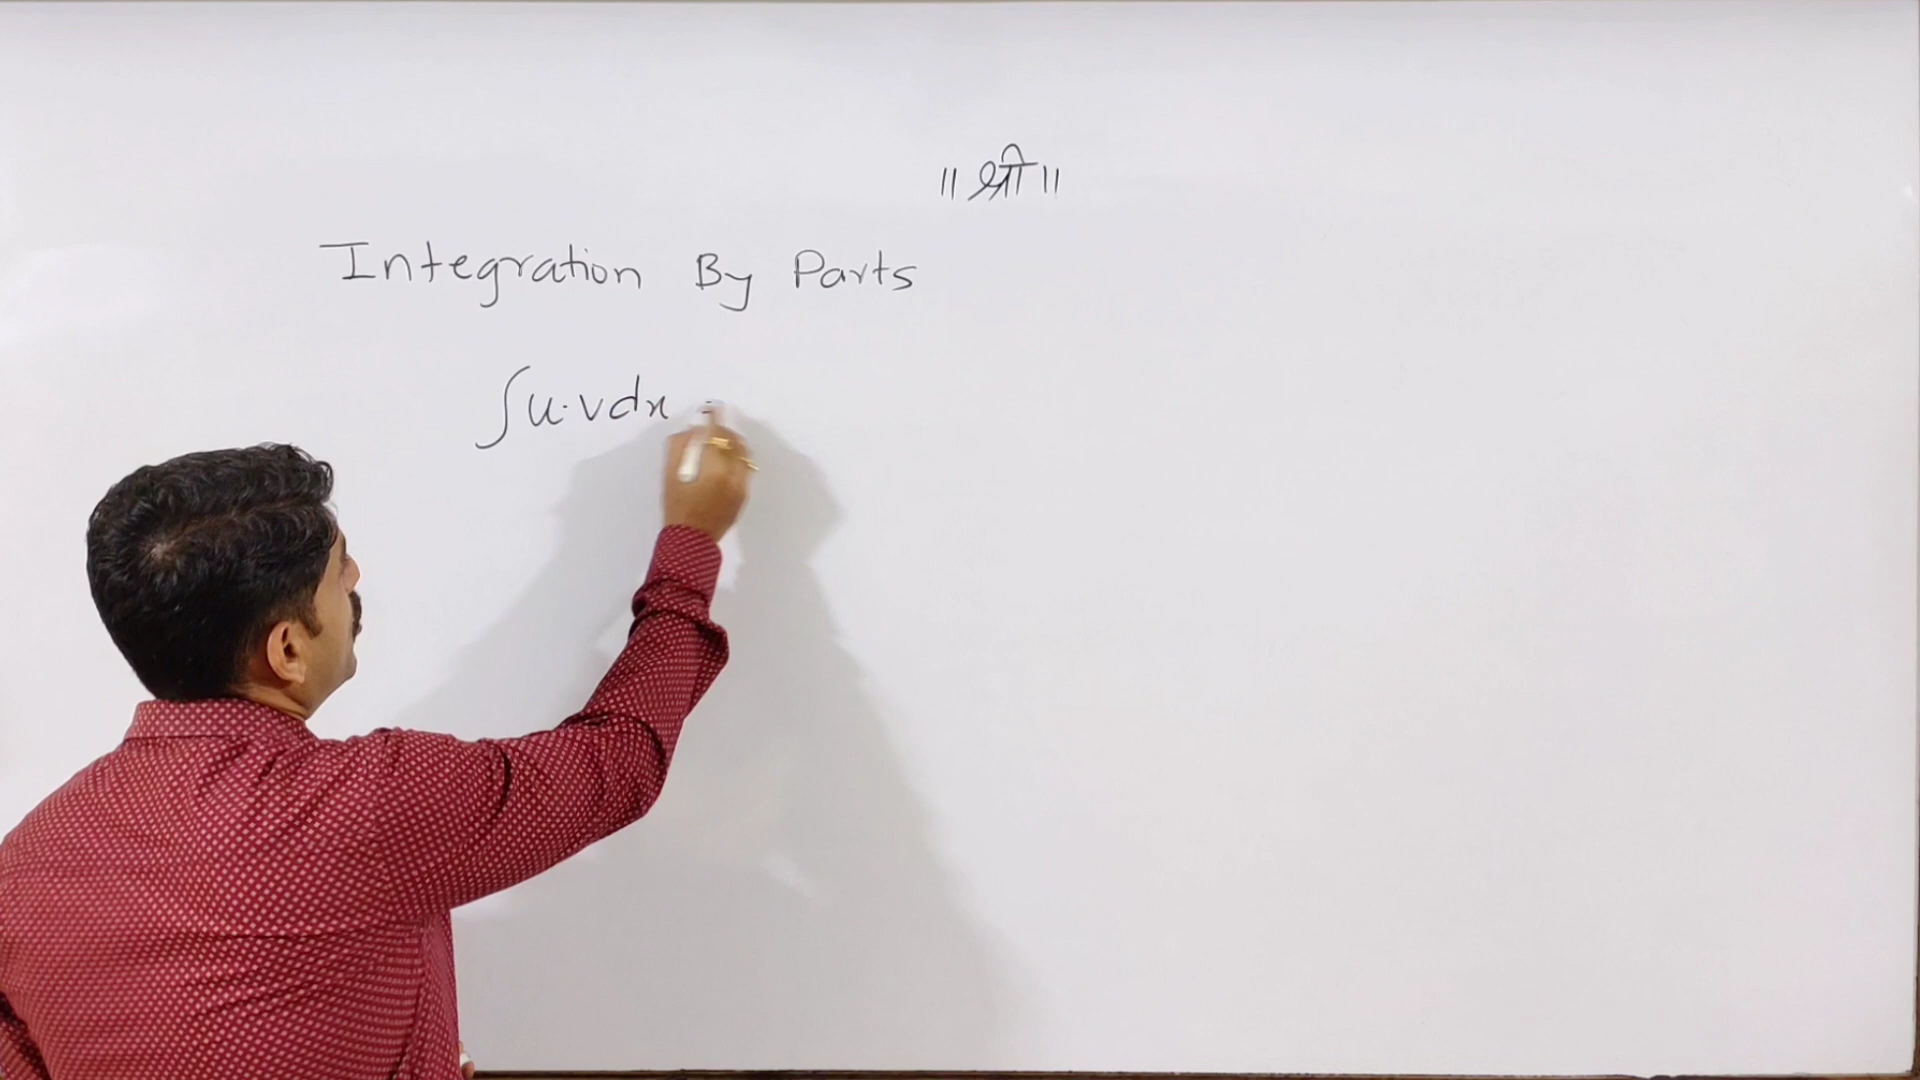 ॥ श्री ॥
Integration By Parts
∫u·vdx =